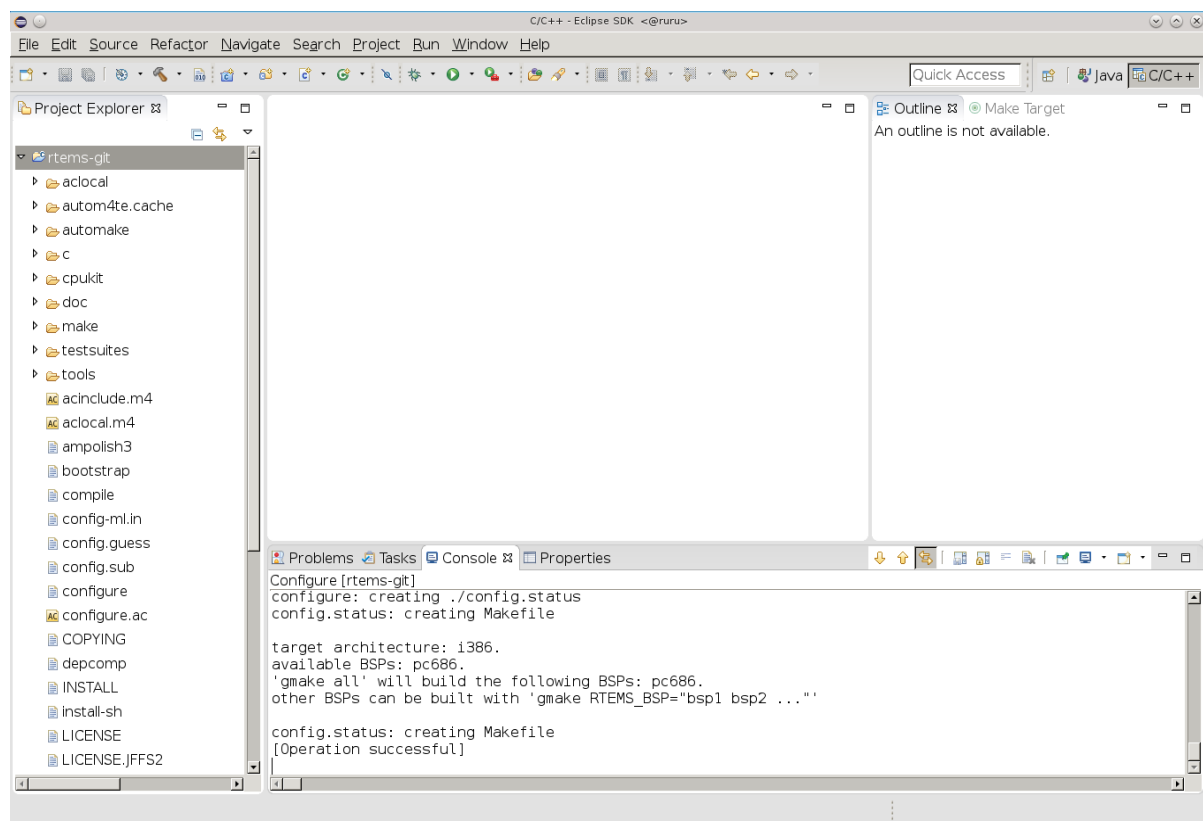 C/C++ - Eclipse SDK <@ruru>
File Edit Source Refactor Navigate Search Project Run Window Help
Quick Access Java C/C++
Project Explorer
Outline Make Target
An outline is not available.
rtems-git
aclocal
autom4te.cache
automake
c
cpukit
doc
make
testsuites
tools
acinclude.m4
aclocal.m4
ampolish3
bootstrap
compile
config-ml.in
config.guess
config.sub
configure
configure.ac
COPYING
depcomp
INSTALL
install-sh
LICENSE
LICENSE.JFFS2
Problems Tasks Console Properties
Configure [rtems-git]
configure: creating ./config.status
config.status: creating Makefile
target architecture: i386.
available BSPs: pc686.
'gmake all' will build the following BSPs: pc686.
other BSPs can be built with 'gmake RTEMS_BSP="bsp1 bsp2 ..."'
config.status: creating Makefile
[Operation successful]